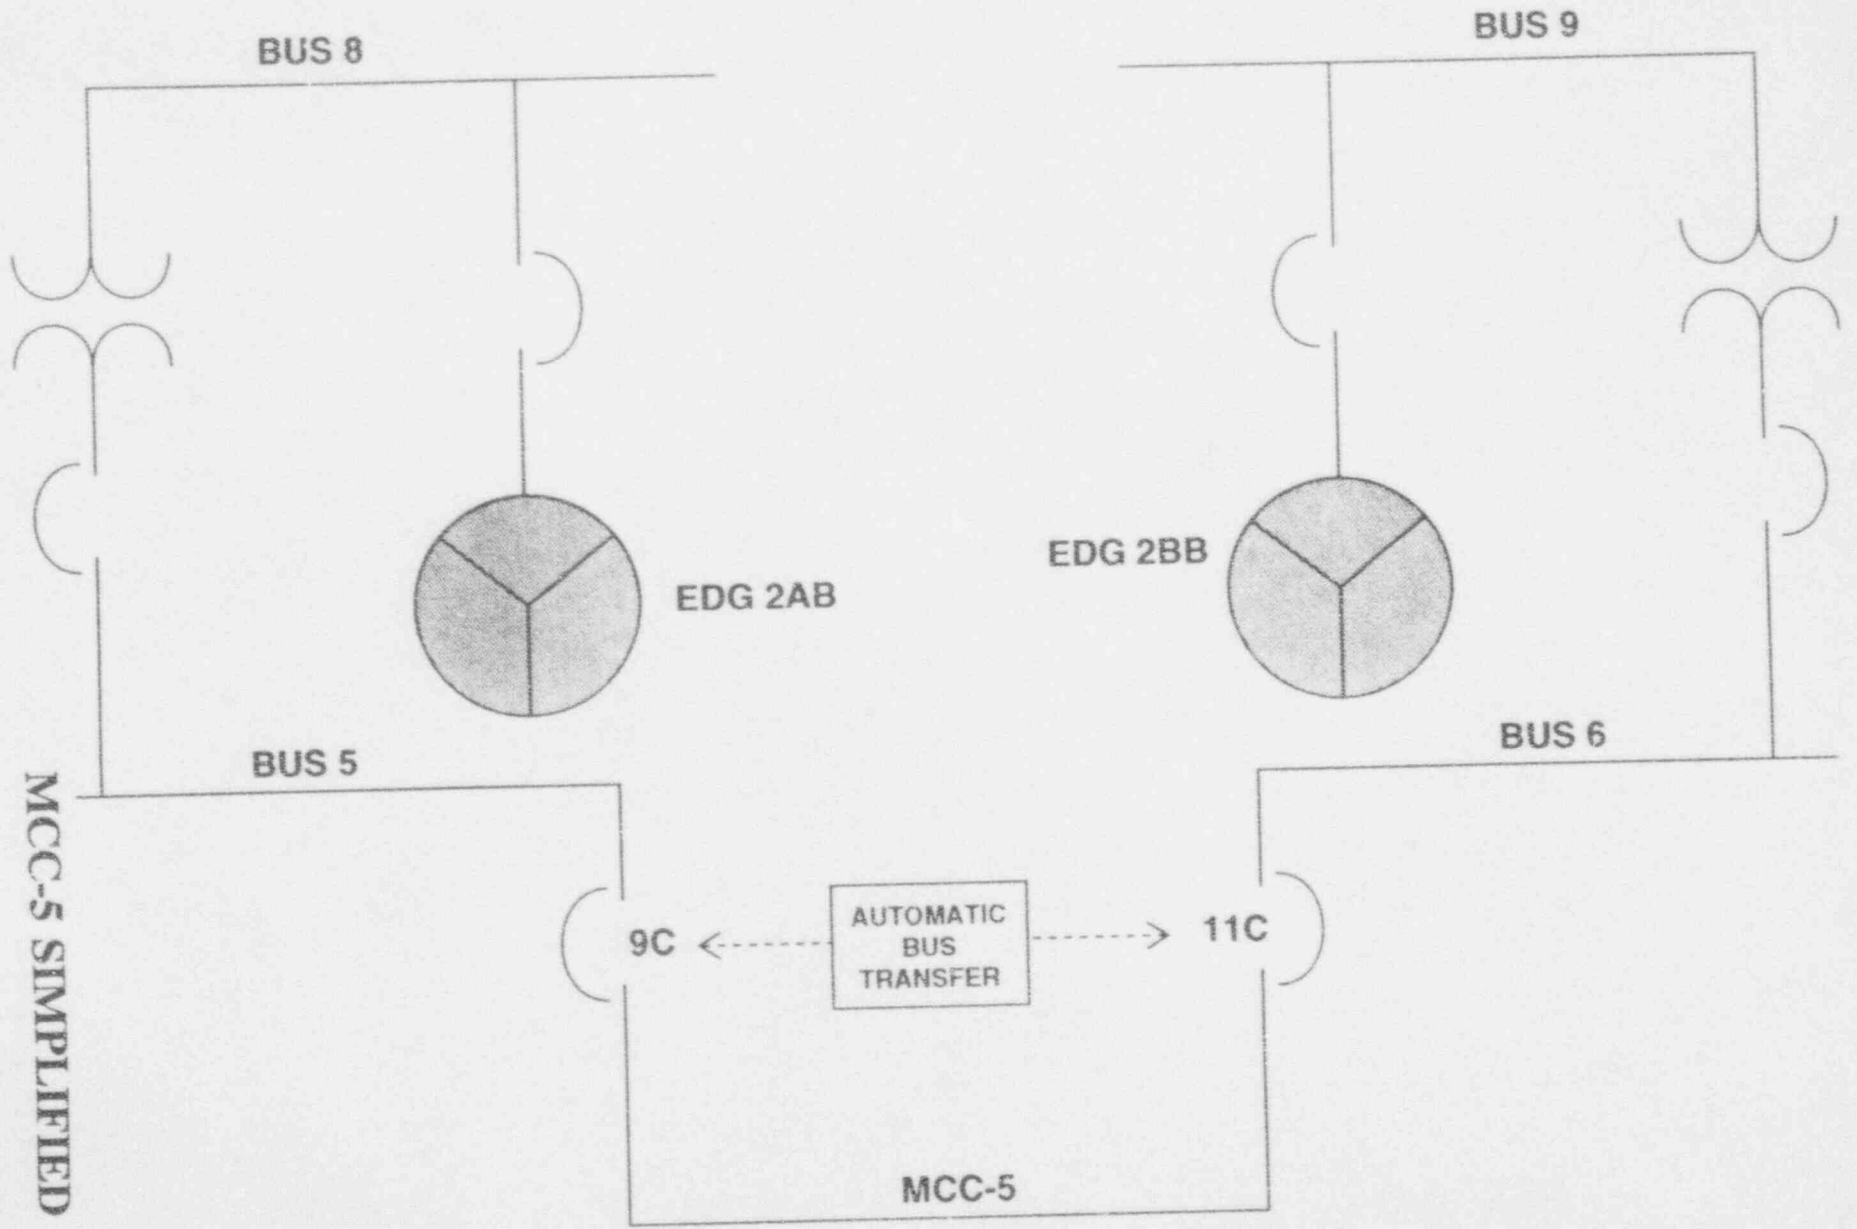 BUS 8
BUS 9
EDG 2AB
EDG 2BB
BUS 5
BUS 6
9C
AUTOMATIC
BUS
TRANSFER
11C
MCC-5
MCC-5 SIMPLIFIED